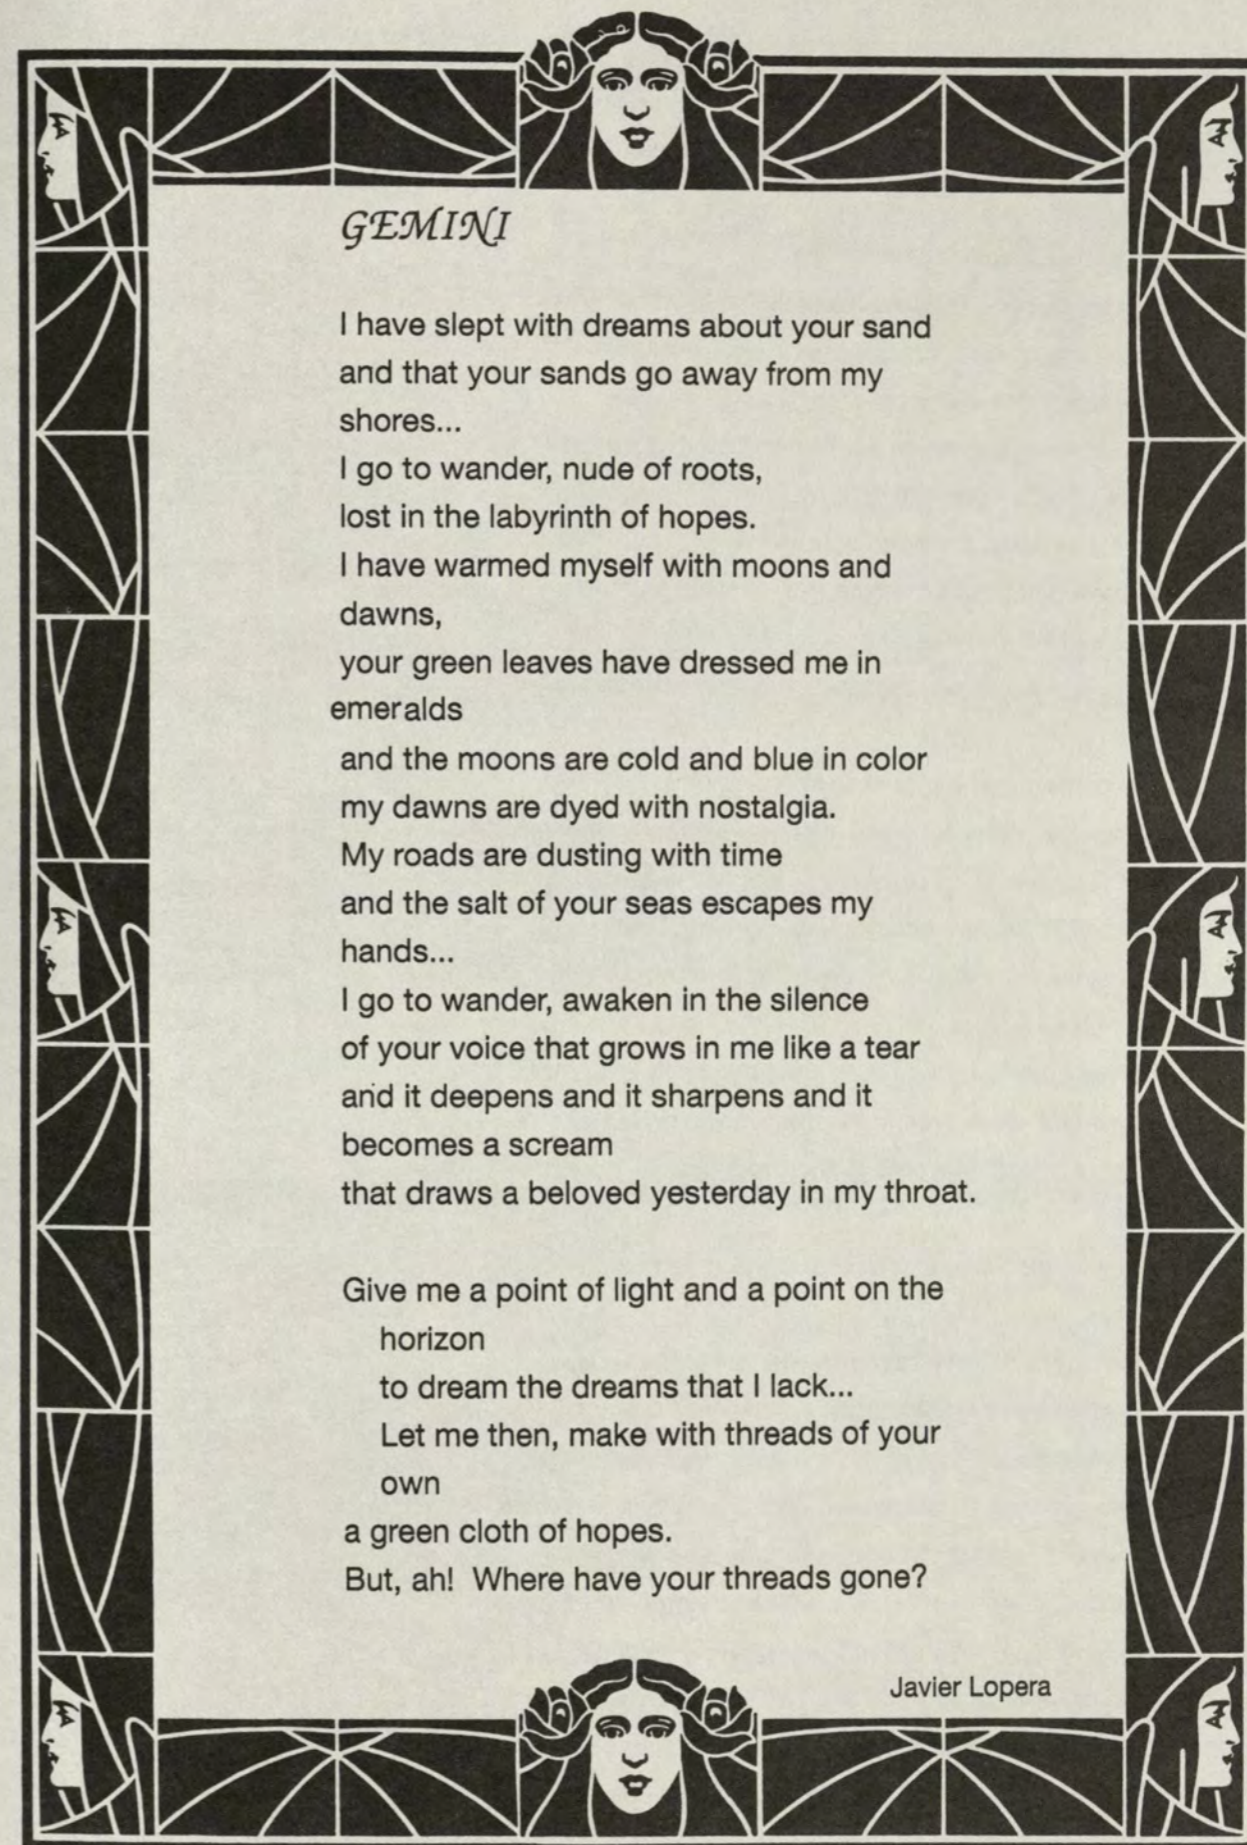 GEMINI
I have slept with dreams about your sand
and that your sands go away from my
shores...
I go to wander, nude of roots,
lost in the labyrinth of hopes.
I have warmed myself with moons and
dawns,
your green leaves have dressed me in
emeralds
and the moons are cold and blue in color
my dawns are dyed with nostalgia.
My roads are dusting with time
and the salt of your seas escapes my
hands...
I go to wander, awaken in the silence
of your voice that grows in me like a tear
and it deepens and it sharpens and it
becomes a scream
that draws a beloved yesterday in my throat.
Give me a point of light and a point on the
horizon
to dream the dreams that I lack...
Let me then, make with threads of your
own
a green cloth of hopes.
But, ah!  Where have your threads gone?
Javier Lopera